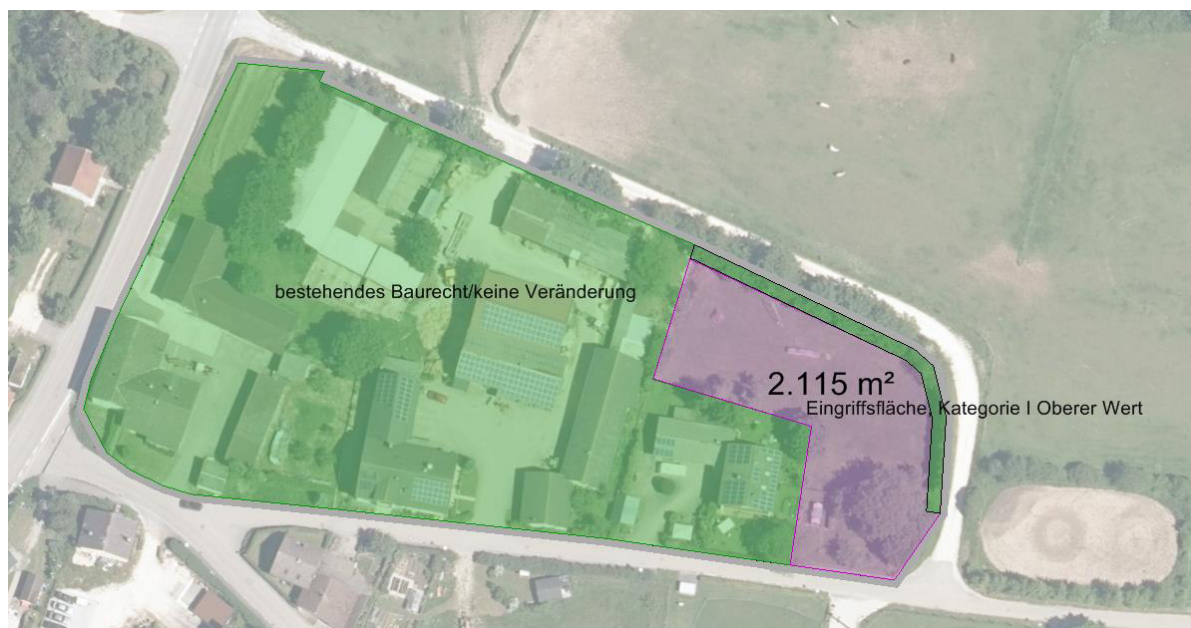 bestehendes Baurecht/keine Veränderung
2.115 m²
Eingriffsfläche, Kategorie I Oberer Wert